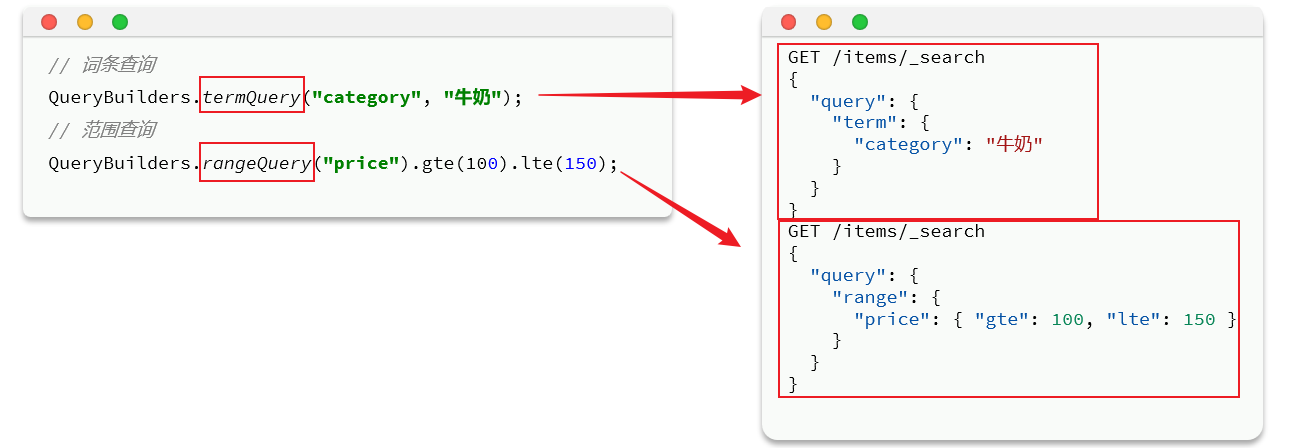 // 词条查询
QueryBuilders.termQuery("category", "牛奶");
// 范围查询
QueryBuilders.rangeQuery("price").gte(100).lte(150);
GET /items/_search
{
  "query": {
    "term": {
      "category": "牛奶"
    }
  }
}
GET /items/_search
{
  "query": {
    "range": {
      "price": { "gte": 100, "lte": 150 }
    }
  }
}